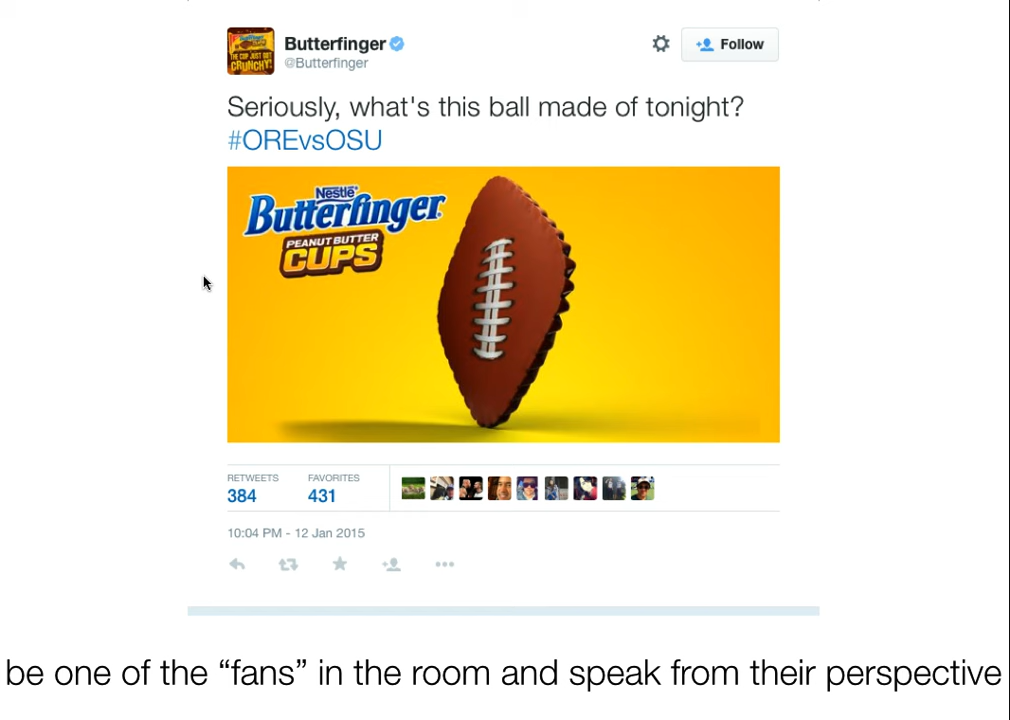 Butterfinger
@Butterfinger
Follow
Seriously, what's this ball made of tonight?
#OREvsOSU
Nestlé
Butterfinger
PEANUT BUTTER
CUPS
RETWEETS
FAVORITES
384
431
10:04 PM - 12 Jan 2015
be one of the “fans” in the room and speak from their perspective